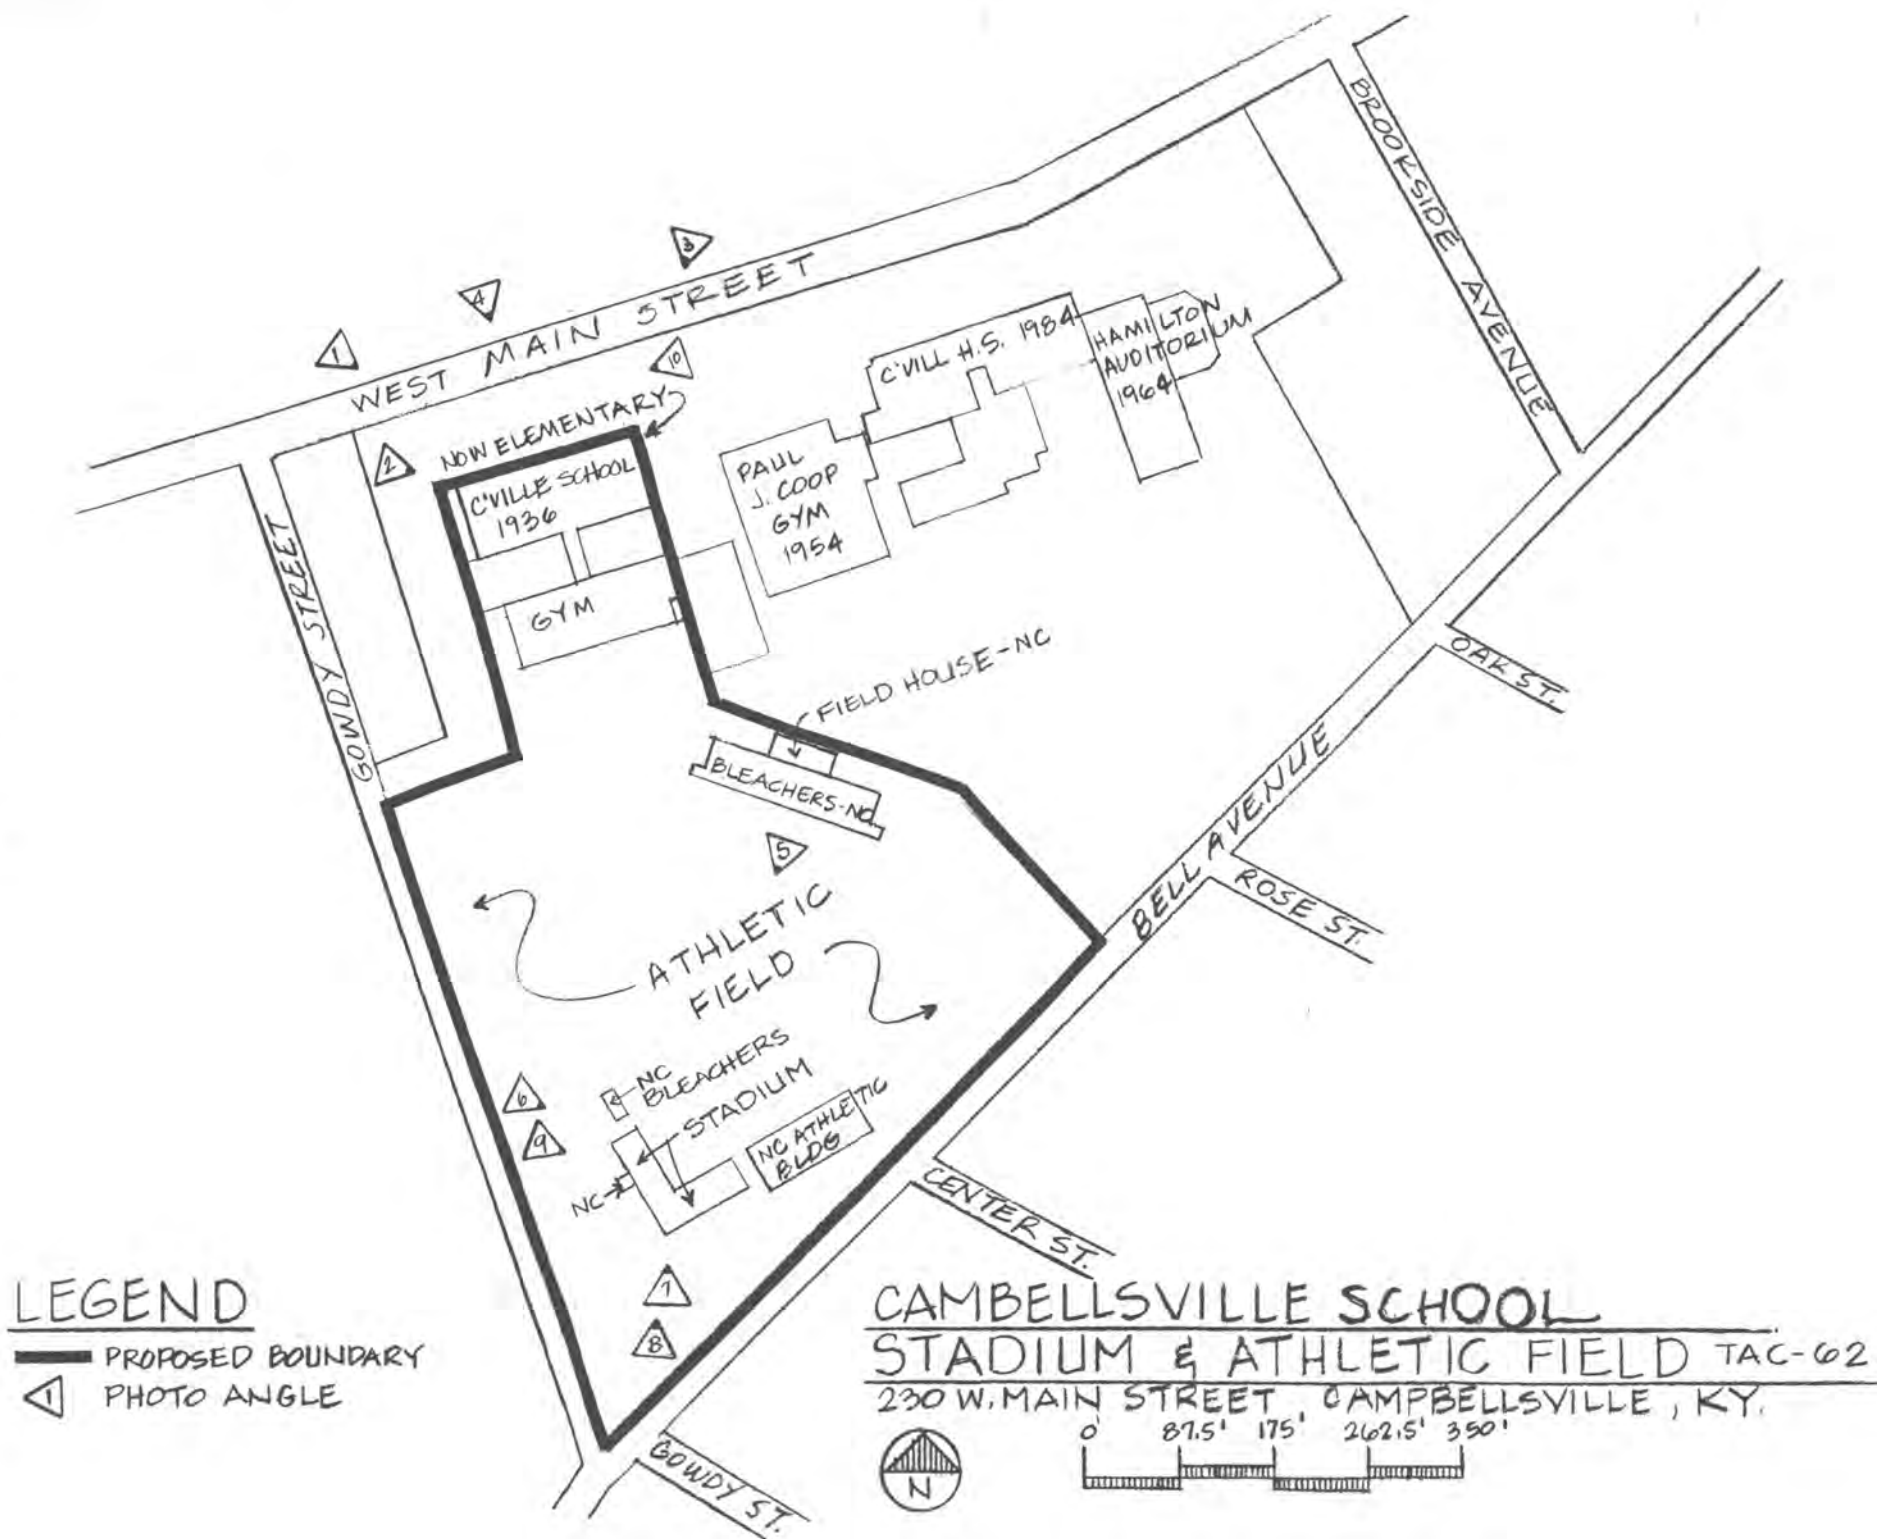 BROOKSIDE AVENUE
3
4
1
WEST MAIN STREET
10
2
NOW ELEMENTARY
C'VILLE SCHOOL
1936
GYM
PAUL
J. COOP
GYM
1954
C'VILL H.S. 1984
HAMILTON
AUDITORIUM
1964
GOWDY STREET
FIELD HOUSE-NC
BLEACHERS-NC
5
OAK ST.
BELL AVENUE
ROSE ST.
ATHLETIC
FIELD
6
9
NC
BLEACHERS
STADIUM
NC ATHLETIC
BLDG
NC
CENTER ST.
7
8
GOWDY ST.
LEGEND
PROPOSED BOUNDARY
1 PHOTO ANGLE
CAMBELLSVILLE SCHOOL
STADIUM & ATHLETIC FIELD TAC-62
230 W. MAIN STREET, CAMPBELLSVILLE, KY.
0' 87.5' 175' 262.5' 350'
N